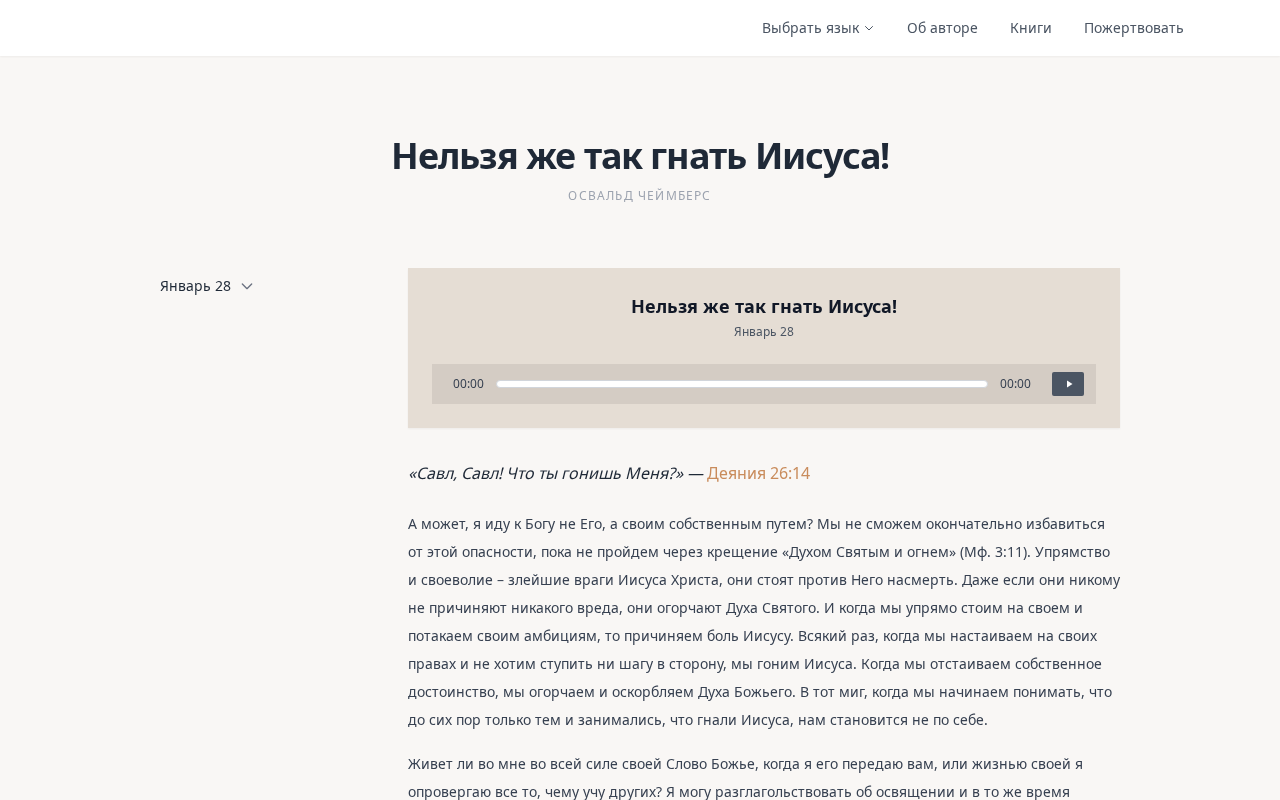 Выбрать язык
Об авторе
Книги
Пожертвовать
Нельзя же так гнать Иисуса!
ОСВАЛЬД ЧЕЙМБЕРС
Январь 28
Нельзя же так гнать Иисуса!
Январь 28
00:00
00:00
«Савл, Савл! Что ты гонишь Меня?» — Деяния 26:14
А может, я иду к Богу не Его, а своим собственным путем? Мы не сможем окончательно избавиться
от этой опасности, пока не пройдем через крещение «Духом Святым и огнем» (Мф. 3:11). Упрямство
и своеволие – злейшие враги Иисуса Христа, они стоят против Него насмерть. Даже если они никому
не причиняют никакого вреда, они огорчают Духа Святого. И когда мы упрямо стоим на своем и
потакаем своим амбициям, то причиняем боль Иисусу. Всякий раз, когда мы настаиваем на своих
правах и не хотим ступить ни шагу в сторону, мы гоним Иисуса. Когда мы отстаиваем собственное
достоинство, мы огорчаем и оскорбляем Духа Божьего. В тот миг, когда мы начинаем понимать, что
до сих пор только тем и занимались, что гнали Иисуса, нам становится не по себе.
Живет ли во мне во всей силе своей Слово Божье, когда я его передаю вам, или жизнью своей я
опровергаю все то, чему учу других? Я могу разглагольствовать об освящении и в то же время